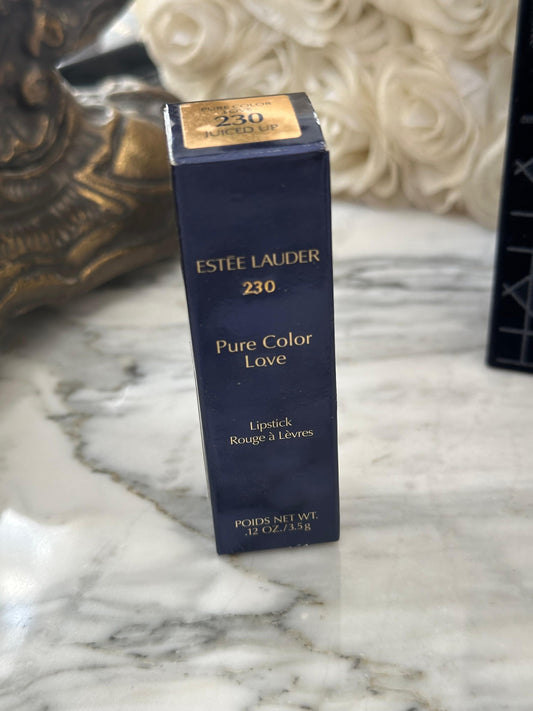 PURE COLOR
230
JUICED UP
ESTĒE LAUDER
230
Pure Color
Love
Lipstick
Rouge à Lèvres
POIDS NET WT.
.12 OZ./3.5g